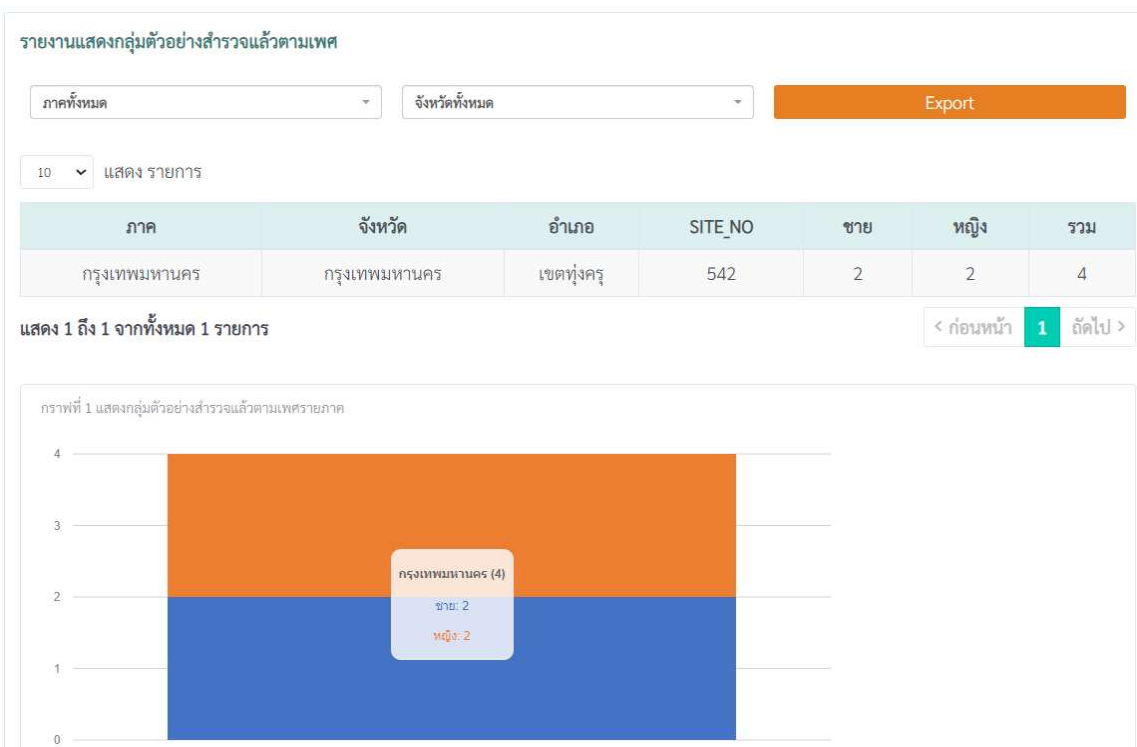 รายงานแสดงกลุ่มตัวอย่างสำรวจแล้วตามเพศ
ภาคทั้งหมด จังหวัดทั้งหมด Export
10 แสดง รายการ
ภาค จังหวัด อำเภอ SITE_NO ชาย หญิง รวม
กรุงเทพมหานคร กรุงเทพมหานคร เขตทุ่งครุ 542 2 2 4
แสดง 1 ถึง 1 จากทั้งหมด 1 รายการ < ก่อนหน้า 1 ถัดไป >
กราฟที่ 1 แสดงกลุ่มตัวอย่างสำรวจแล้วตามเพศรายภาค
4
3
กรุงเทพมหานคร (4)
2
ชาย: 2
หญิง: 2
1
0